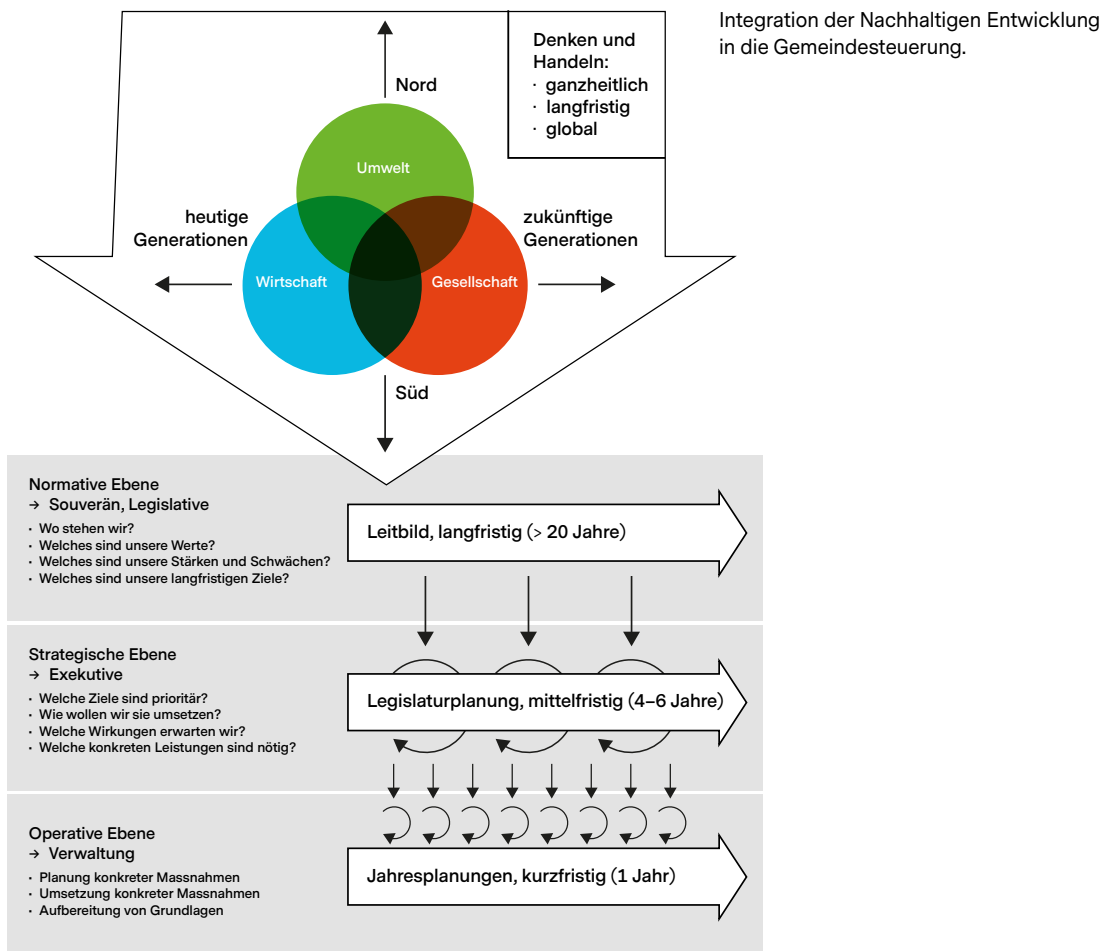 Integration der Nachhaltigen Entwicklung
in die Gemeindesteuerung.
Denken und
Handeln:
· ganzheitlich
· langfristig
· global
Nord
Umwelt
heutige
Generationen
zukünftige
Generationen
Wirtschaft
Gesellschaft
Süd
Normative Ebene
→ Souverän, Legislative
· Wo stehen wir?
· Welches sind unsere Werte?
· Welches sind unsere Stärken und Schwächen?
· Welches sind unsere langfristigen Ziele?
Leitbild, langfristig (> 20 Jahre)
Strategische Ebene
→ Exekutive
· Welche Ziele sind prioritär?
· Wie wollen wir sie umsetzen?
· Welche Wirkungen erwarten wir?
· Welche konkreten Leistungen sind nötig?
Legislaturplanung, mittelfristig (4–6 Jahre)
Operative Ebene
→ Verwaltung
· Planung konkreter Massnahmen
· Umsetzung konkreter Massnahmen
· Aufbereitung von Grundlagen
Jahresplanungen, kurzfristig (1 Jahr)